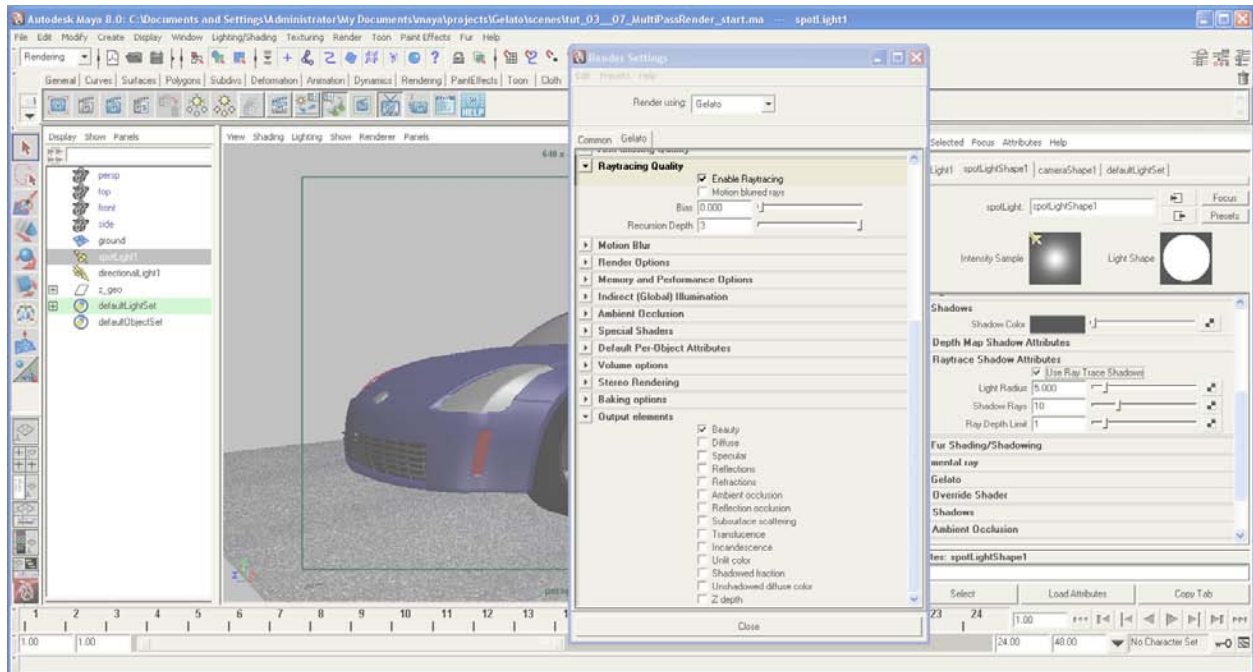 Autodesk Maya 8.0: C:\Documents and Settings\Administrator\My Documents\maya\projects\Gelato\scenes\tut_03__07_MultiPassRender_start.ma --- spotLight1
File Edit Modify Create Display Window Lighting/Shading Texturing Render Toon Paint Effects Fur Help
Rendering
General Curves Surfaces Polygons Subdivs Deformation Animation Dynamics Rendering PaintEffects Toon Cloth
HELP
Display Show Panels
persp
top
front
side
ground
spotLight1
directionalLight1
z_geo
defaultLightSet
defaultObjectSet
View Shading Lighting Show Renderer Panels
640 x
Render Settings
Edit Presets Help
Render using: Gelato
Common Gelato
Raytracing Quality
Enable Raytracing
Motion blurred rays
Bias 0.000
Recursion Depth 3
Motion Blur
Render Options
Memory and Performance Options
Indirect (Global) Illumination
Ambient Occlusion
Special Shaders
Default Per-Object Attributes
Volume options
Stereo Rendering
Baking options
Output elements
Beauty
Diffuse
Specular
Reflections
Refractions
Ambient occlusion
Reflection occlusion
Subsurface scattering
Translucence
Incandescence
Unlit color
Shadowed fraction
Unshadowed diffuse color
Z depth
Close
Selected Focus Attributes Help
Light1 spotLightShape1 cameraShape1 defaultLightSet
spotLight: spotLightShape1
Focus
Presets
Intensity Sample Light Shape
Shadows
Shadow Color
Depth Map Shadow Attributes
Raytrace Shadow Attributes
Use Ray Trace Shadows
Light Radius 5.000
Shadow Rays 10
Ray Depth Limit 1
Fur Shading/Shadowing
mental ray
Gelato
Override Shader
Shadows
Ambient Occlusion
tes: spotLightShape1
Select Load Attributes Copy Tab
1 2 3 4 5 6 7 8 9 10 11 12 13 1 23 24 1.00
1.00 1.00 24.00 48.00 No Character Set